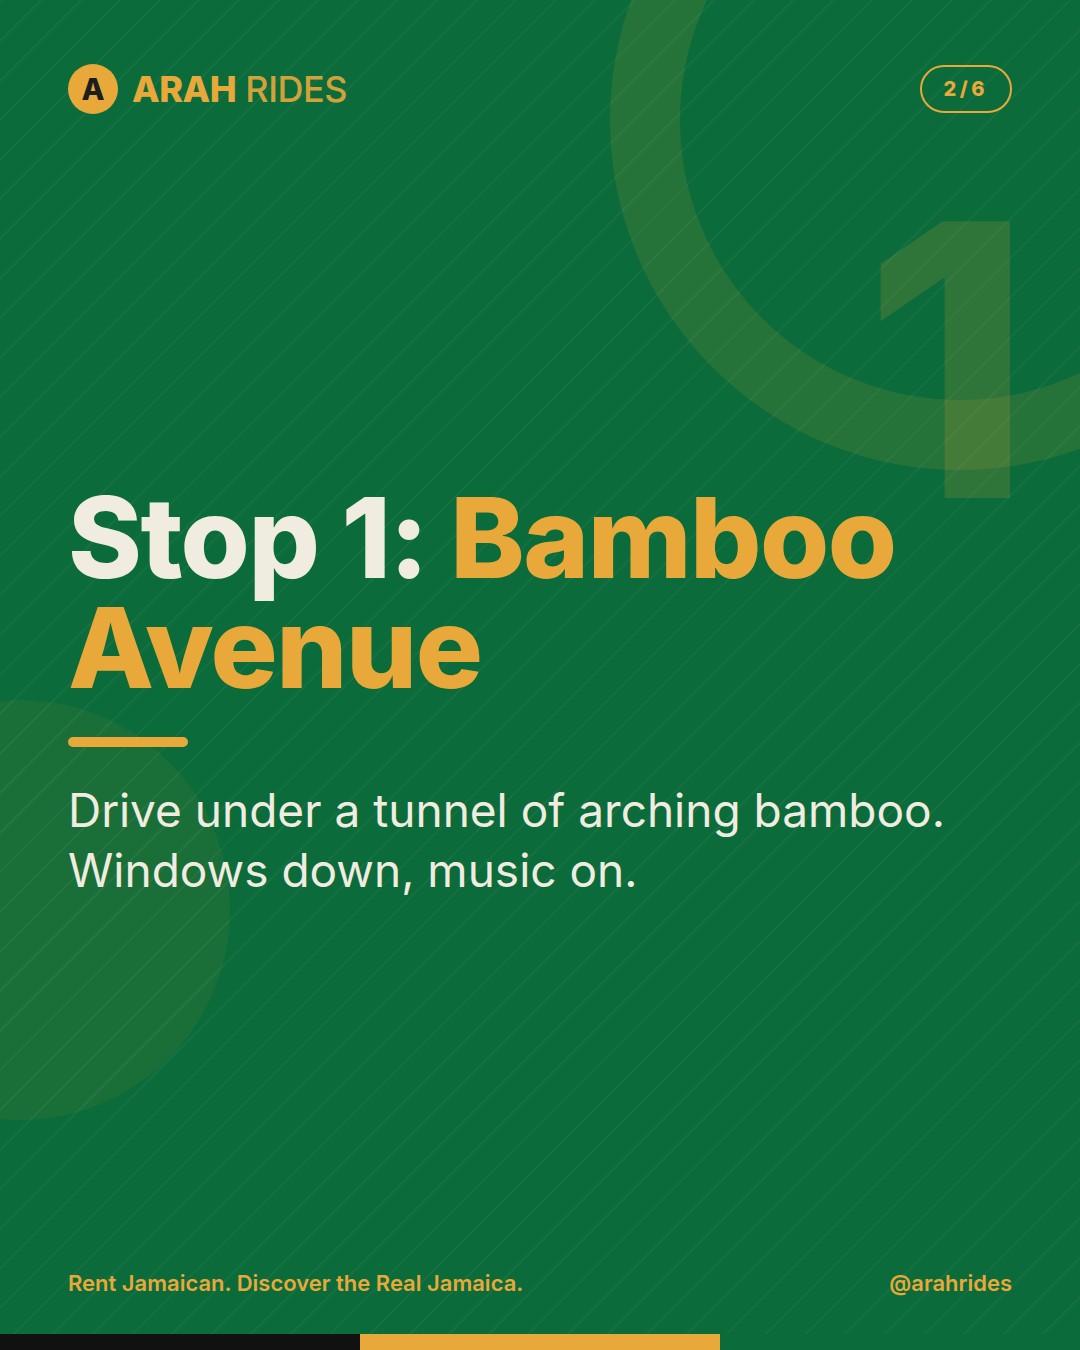 A ARAH RIDES
2/6
1
Stop 1: Bamboo
Avenue
Drive under a tunnel of arching bamboo.
Windows down, music on.
Rent Jamaican. Discover the Real Jamaica.
@arahrides